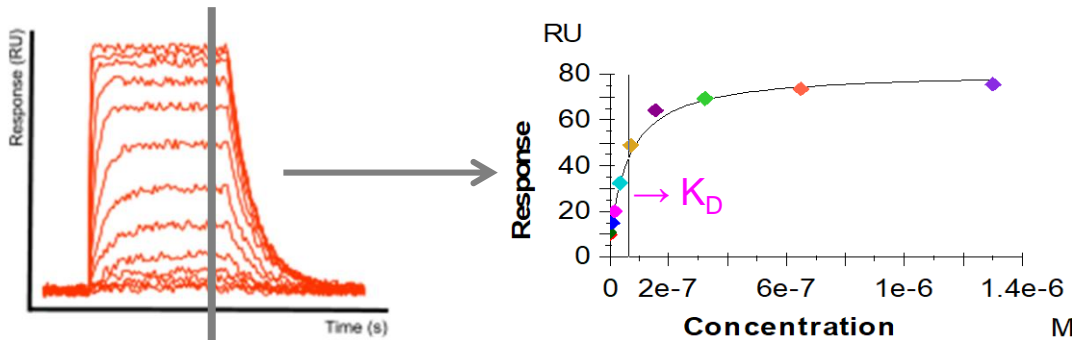 Response (RU)
Time (s)
RU
Response
80
60
40
20
0
→ K_D
0 2e-7 6e-7 1e-6 1.4e-6
Concentration M